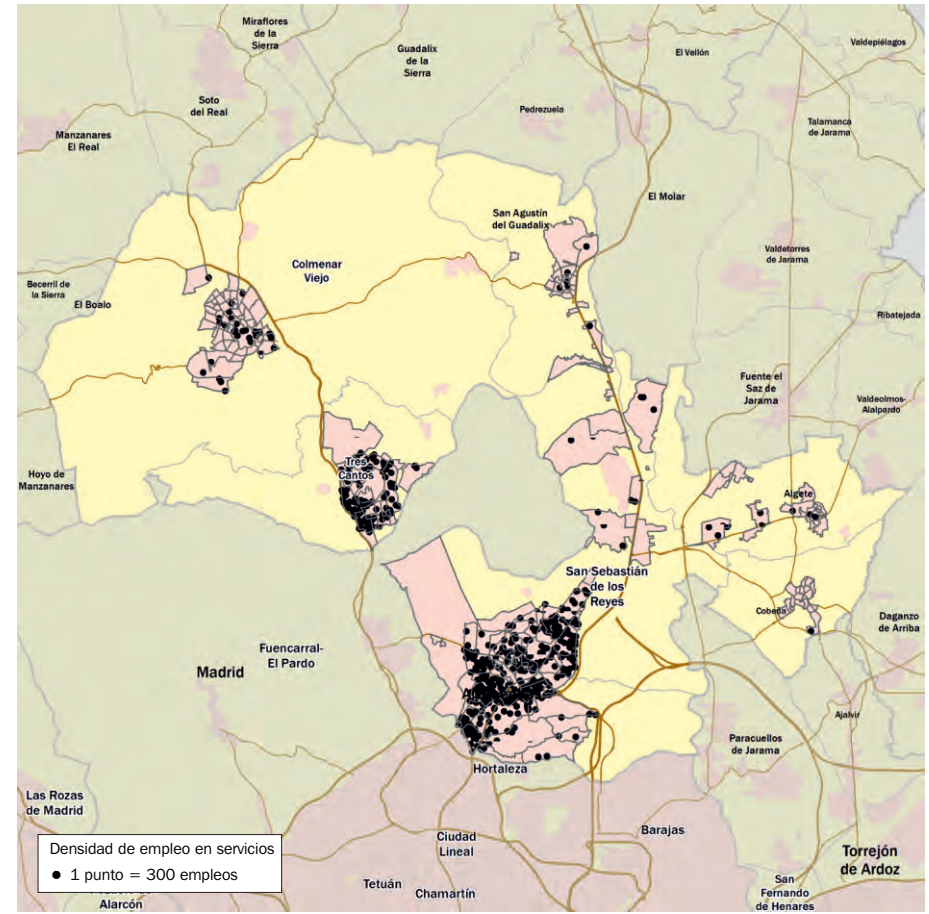 Miraflores
de la
Sierra
Guadalix
de la
Sierra
El Vellón
Valdepiélagos
Soto
del Real
Pedrezuela
Talamanca
de Jarama
Manzanares
El Real
El Molar
San Agustín
del Guadalix
Valdetorres
de Jarama
Colmenar
Viejo
Becerril de
la Sierra
El Boalo
Ribatejada
Fuente el
Saz de
Jarama
Valdeolmos-
Alalpardo
Tres
Cantos
Hoyo de
Manzanares
Algete
San Sebastián
de los
Reyes
Cobeña
Daganzo
de Arriba
Fuencarral-
El Pardo
Madrid
Ajalvir
Paracuellos
de Jarama
Hortaleza
Las Rozas
de Madrid
Barajas
Ciudad
Lineal
Torrejón
de Ardoz
Densidad de empleo en servicios
1 punto = 300 empleos
Tetuán
Chamartín
San
Fernando
de Henares
Alarcón